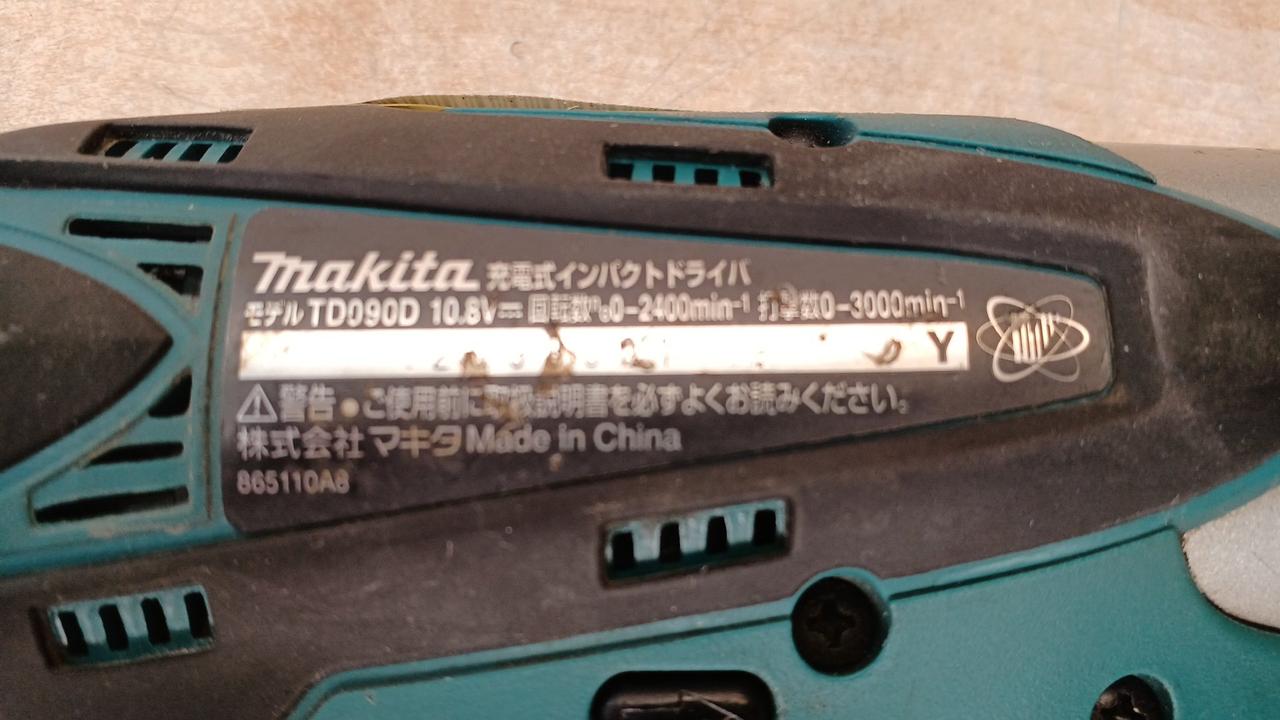 makita 充電式インパクトドライバ
モデル TD090D 10.8V⎓ 回転数 n₀0-2400min⁻¹ 打撃数0-3000min⁻¹
Y
⚠警告 ●ご使用前に取扱説明書を必ずよくお読みください。
株式会社 マキタ Made in China
865110A8